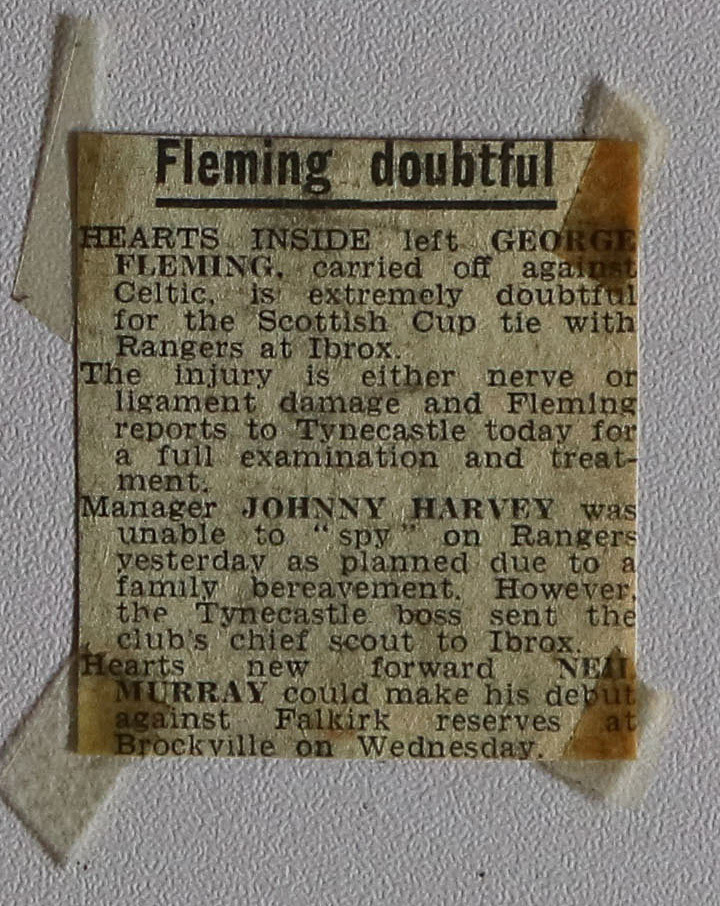 Fleming doubtful
HEARTS INSIDE left GEORGE
FLEMING, carried off against
Celtic, is extremely doubtful
for the Scottish Cup tie with
Rangers at Ibrox.
The injury is either nerve or
ligament damage and Fleming
reports to Tynecastle today for
a full examination and treat-
ment.
Manager JOHNNY HARVEY was
unable to "spy" on Rangers
yesterday as planned due to a
family bereavement. However,
the Tynecastle boss sent the
club's chief scout to Ibrox.
Hearts new forward NEIL
MURRAY could make his debut
against Falkirk reserves at
Brockville on Wednesday.